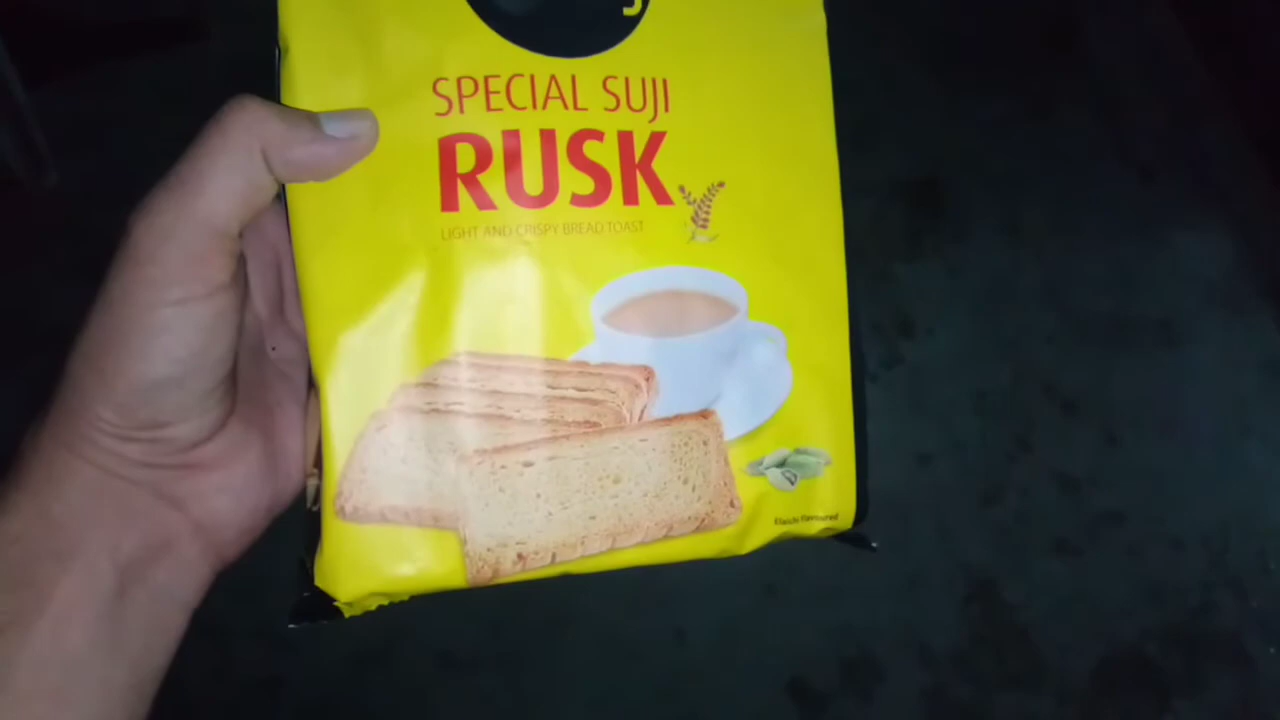 SPECIAL SUJI
RUSK
LIGHT AND CRISPY BREAD TOAST
Elaichi Flavoured